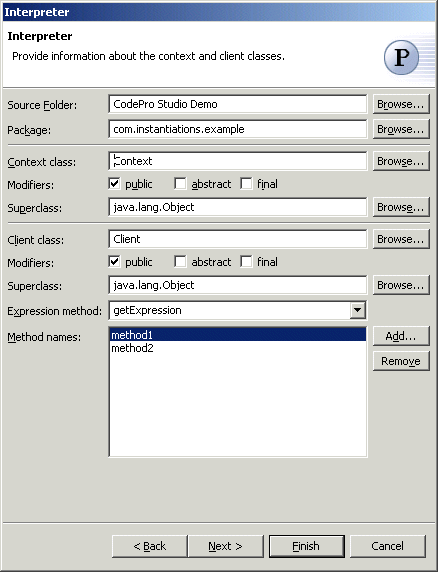 Interpreter
Interpreter
Provide information about the context and client classes.
P
Source Folder: CodePro Studio Demo Browse...
Package: com.instantiations.example Browse...
Context class: Context Browse...
Modifiers: public abstract final
Superclass: java.lang.Object Browse...
Client class: Client Browse...
Modifiers: public abstract final
Superclass: java.lang.Object Browse...
Expression method: getExpression
Method names: method1 Add...
method2
Remove
< Back Next > Finish Cancel